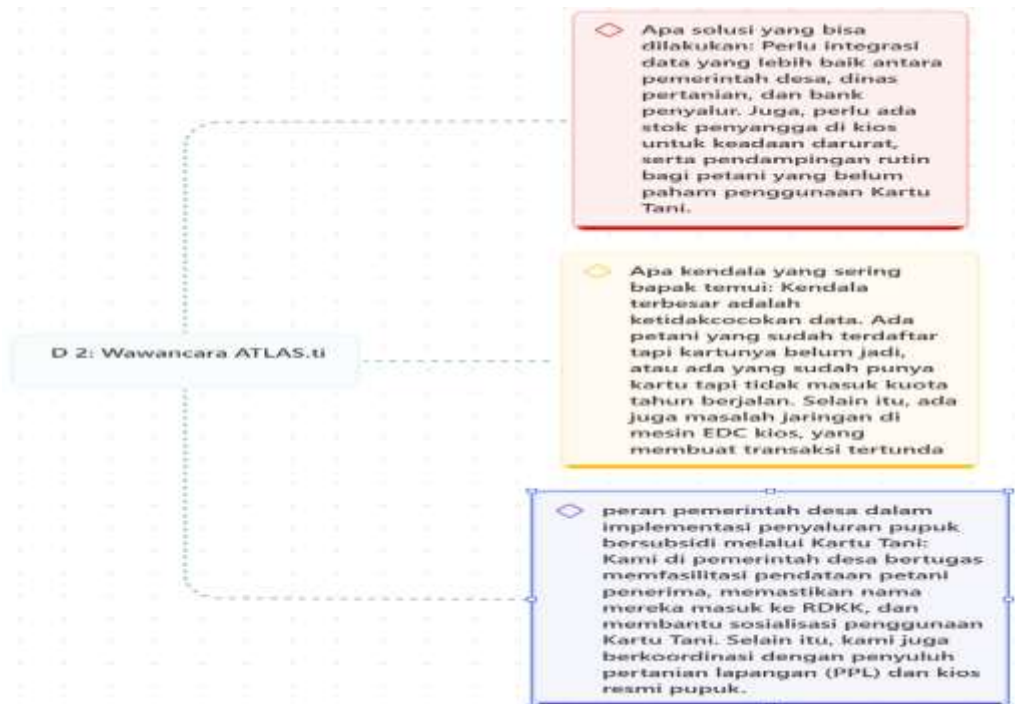 Apa solusi yang bisa
dilakukan: Perlu integrasi
data yang lebih baik antara
pemerintah desa, dinas
pertanian, dan bank
penyalur. Juga, perlu ada
stok penyangga di kios
untuk keadaan darurat,
serta pendampingan rutin
bagi petani yang belum
paham penggunaan Kartu
Tani.
D 2: Wawancara ATLAS.ti
Apa kendala yang sering
bapak temui: Kendala
terbesar adalah
ketidakcocokan data. Ada
petani yang sudah terdaftar
tapi kartunya belum jadi,
atau ada yang sudah punya
kartu tapi tidak masuk kuota
tahun berjalan. Selain itu, ada
juga masalah jaringan di
mesin EDC kios, yang
membuat transaksi tertunda
peran pemerintah desa dalam
implementasi penyaluran pupuk
bersubsidi melalui Kartu Tani:
Kami di pemerintah desa bertugas
memfasilitasi pendataan petani
penerima, memastikan nama
mereka masuk ke RDKK, dan
membantu sosialisasi penggunaan
Kartu Tani. Selain itu, kami juga
berkoordinasi dengan penyuluh
pertanian lapangan (PPL) dan kios
resmi pupuk.